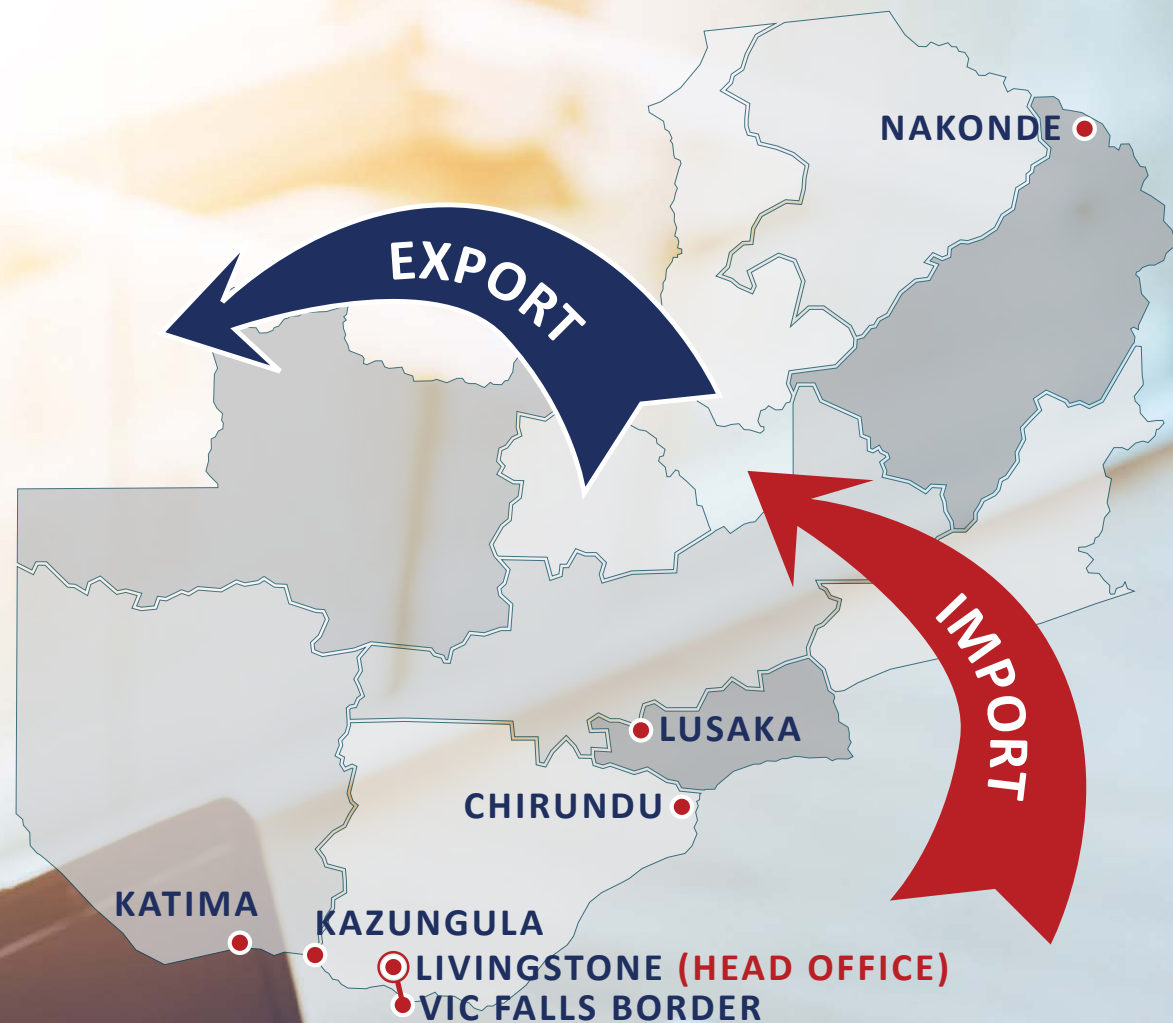 NAKONDE
EXPORT
IMPORT
LUSAKA
CHIRUNDU
KATIMA
KAZUNGULA
LIVINGSTONE (HEAD OFFICE)
VIC FALLS BORDER